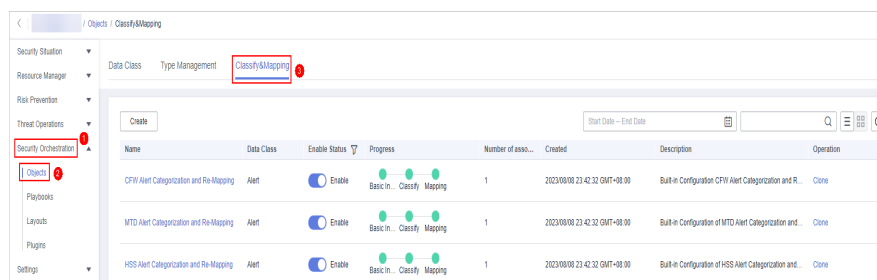 / Objects / Classify&Mapping
Security Situation
Resource Manager
Risk Prevention
Threat Operations
Security Orchestration
1
Objects
2
Playbooks
Layouts
Plugins
Settings
Data Class Type Management Classify&Mapping 3
Create
Start Date – End Date
Name Data Class Enable Status Progress Number of asso... Created Description Operation
CFW Alert Categorization and Re-Mapping Alert Enable Basic In... Classify Mapping 1 2023/08/08 23:42:32 GMT+08:00 Built-in Configuration CFW Alert Categorization and R... Clone
MTD Alert Categorization and Re-Mapping Alert Enable Basic In... Classify Mapping 1 2023/08/08 23:42:32 GMT+08:00 Built-in Configuration of MTD Alert Categorization and... Clone
HSS Alert Categorization and Re-Mapping Alert Enable Basic In... Classify Mapping 1 2023/08/08 23:42:32 GMT+08:00 Built-in Configuration of HSS Alert Categorization and... Clone